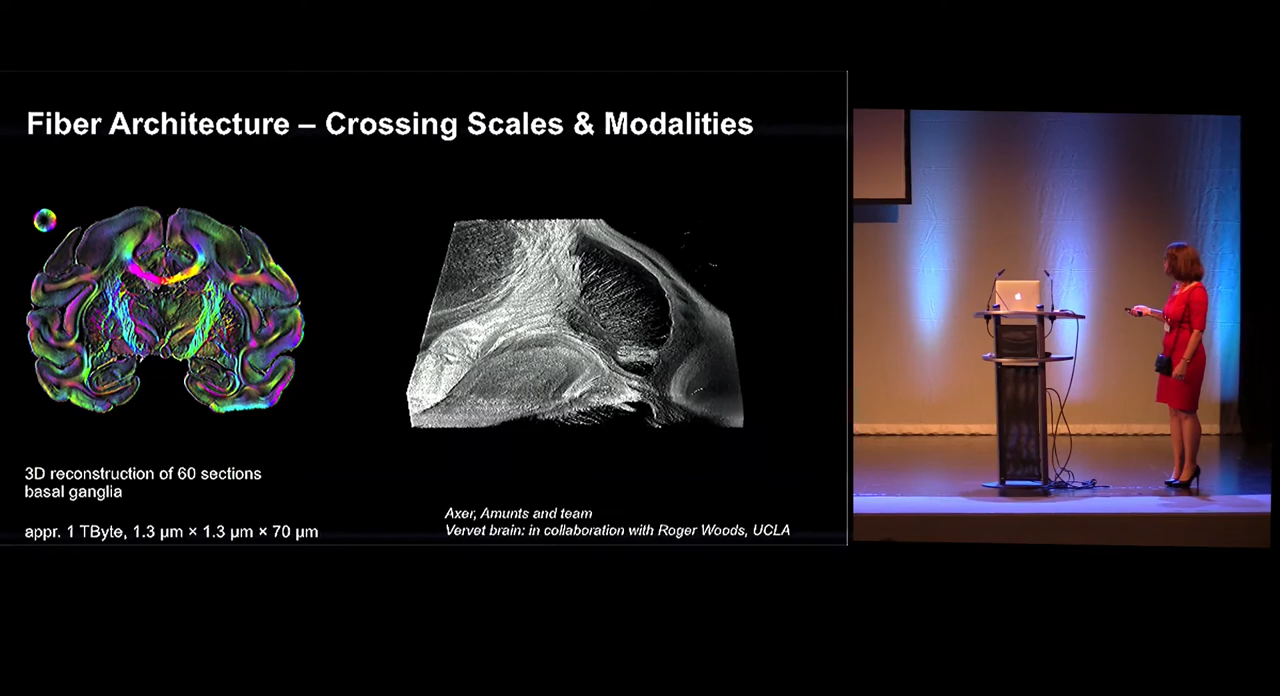 Fiber Architecture – Crossing Scales & Modalities
3D reconstruction of 60 sections
basal ganglia
appr. 1 TByte, 1.3 μm × 1.3 μm × 70 μm
Axer, Amunts and team
Vervet brain: in collaboration with Roger Woods, UCLA